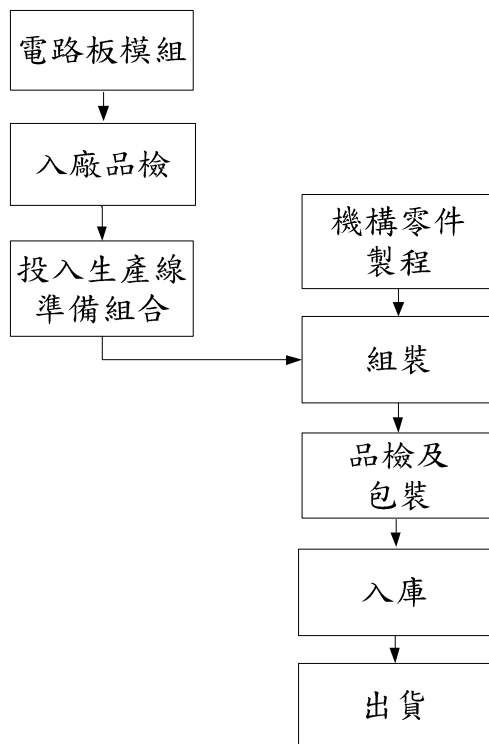 電路板模組
入廠品檢
投入生產線
準備組合
機構零件
製程
組裝
品檢及
包裝
入庫
出貨